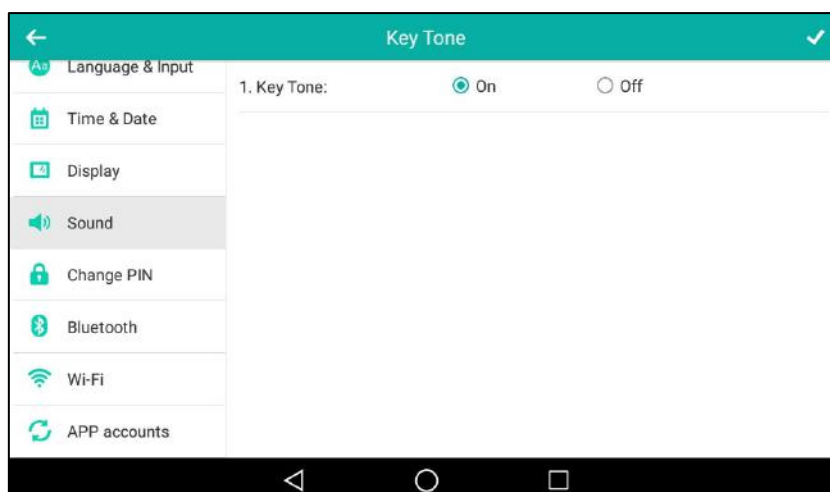 Key Tone
Aa Language & Input
1. Key Tone: On Off
Time & Date
Display
Sound
Change PIN
Bluetooth
Wi-Fi
APP accounts